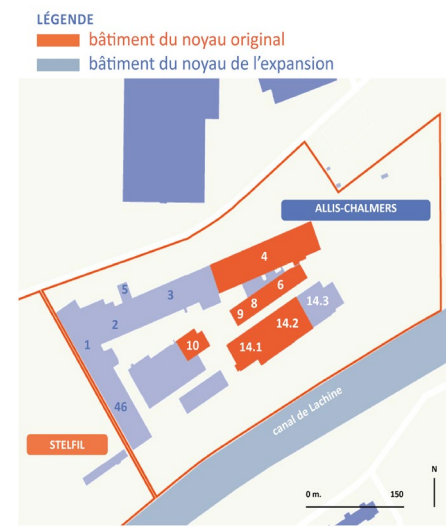 LÉGENDE
bâtiment du noyau original
bâtiment du noyau de l'expansion
ALLIS-CHALMERS
4
5
3
6
8
14.3
9
2
14.2
1
10
14.1
46
canal de Lachine
STELFIL
N
0 m. 150